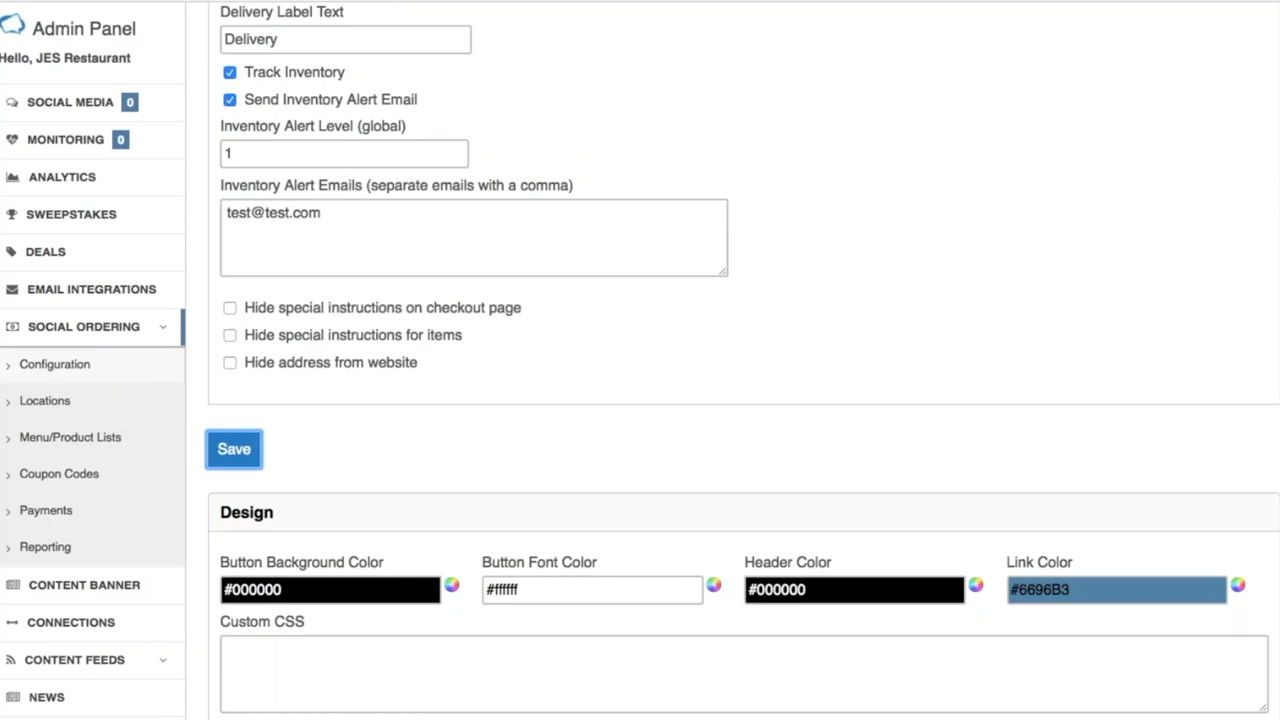 Admin Panel
Hello, JES Restaurant
SOCIAL MEDIA 0
MONITORING 0
ANALYTICS
SWEEPSTAKES
DEALS
EMAIL INTEGRATIONS
SOCIAL ORDERING
Configuration
Locations
Menu/Product Lists
Coupon Codes
Payments
Reporting
CONTENT BANNER
CONNECTIONS
CONTENT FEEDS
NEWS
Delivery Label Text
Delivery
Track Inventory
Send Inventory Alert Email
Inventory Alert Level (global)
1
Inventory Alert Emails (separate emails with a comma)
test@test.com
Hide special instructions on checkout page
Hide special instructions for items
Hide address from website
Save
Design
Button Background Color Button Font Color Header Color Link Color
#000000 #ffffff #000000 #6696B3
Custom CSS